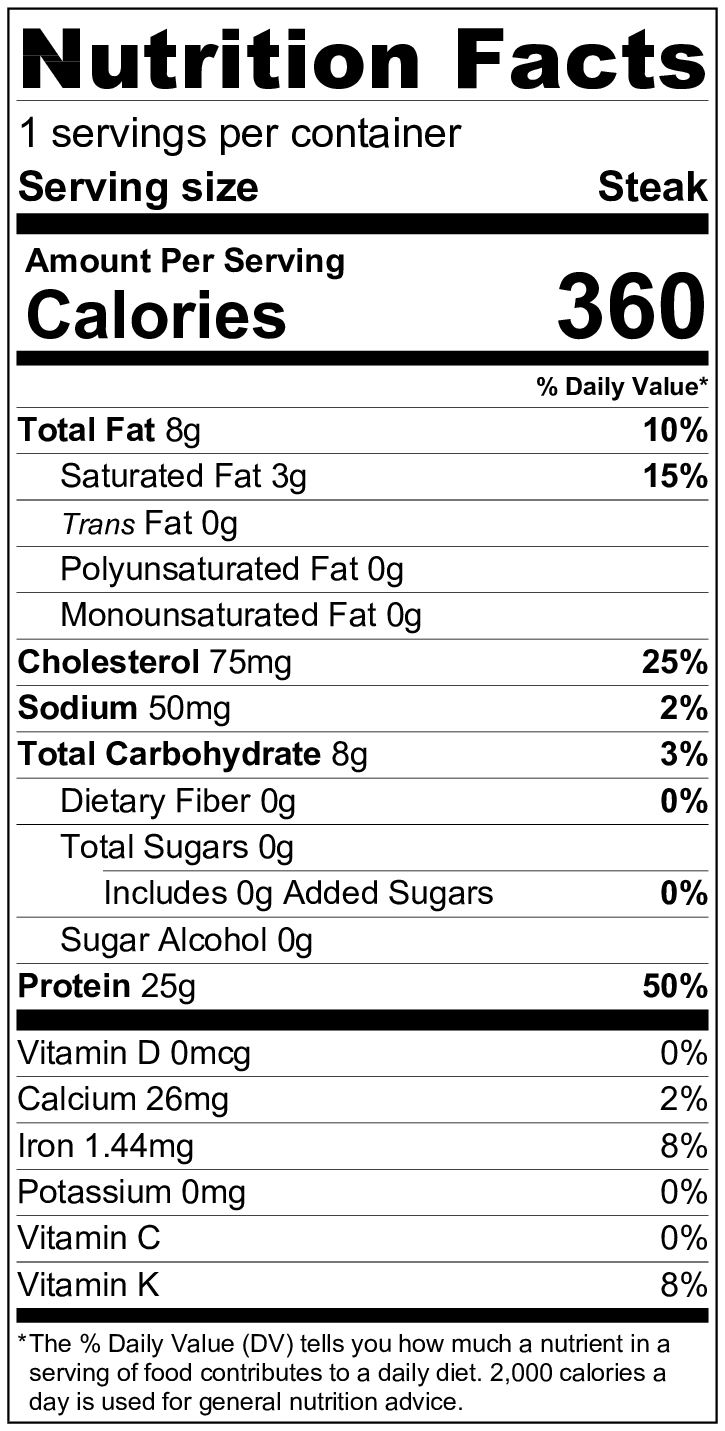 Nutrition Facts
1 servings per container
Serving size Steak
Amount Per Serving
Calories 360
% Daily Value*
Total Fat 8g 10%
Saturated Fat 3g 15%
Trans Fat 0g
Polyunsaturated Fat 0g
Monounsaturated Fat 0g
Cholesterol 75mg 25%
Sodium 50mg 2%
Total Carbohydrate 8g 3%
Dietary Fiber 0g 0%
Total Sugars 0g
Includes 0g Added Sugars 0%
Sugar Alcohol 0g
Protein 25g 50%
Vitamin D 0mcg 0%
Calcium 26mg 2%
Iron 1.44mg 8%
Potassium 0mg 0%
Vitamin C 0%
Vitamin K 8%
*The % Daily Value (DV) tells you how much a nutrient in a
serving of food contributes to a daily diet. 2,000 calories a
day is used for general nutrition advice.